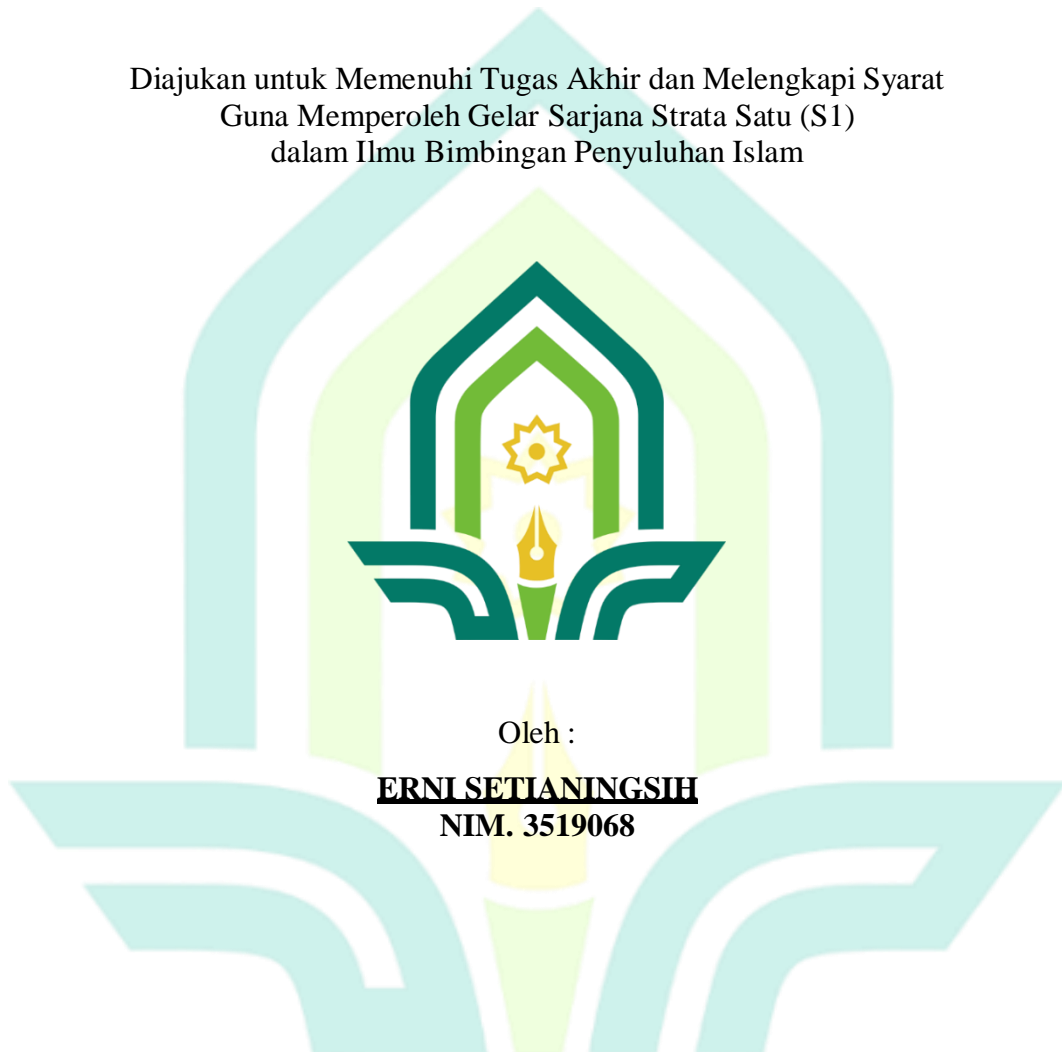 Diajukan untuk Memenuhi Tugas Akhir dan Melengkapi Syarat
Guna Memperoleh Gelar Sarjana Strata Satu (S1)
dalam Ilmu Bimbingan Penyuluhan Islam
Oleh :
ERNI SETIANINGSIH
NIM. 3519068